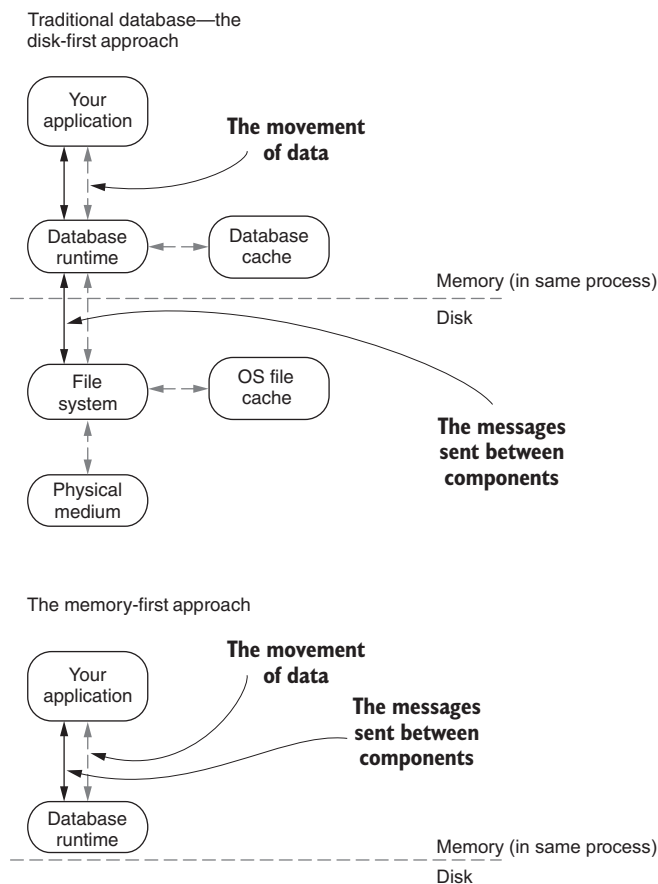 Traditional database—the
disk-first approach
Your
application
The movement
of data
Database
runtime
Database
cache
Memory (in same process)
Disk
File
system
OS file
cache
The messages
sent between
components
Physical
medium
The memory-first approach
Your
application
The movement
of data
The messages
sent between
components
Database
runtime
Memory (in same process)
Disk